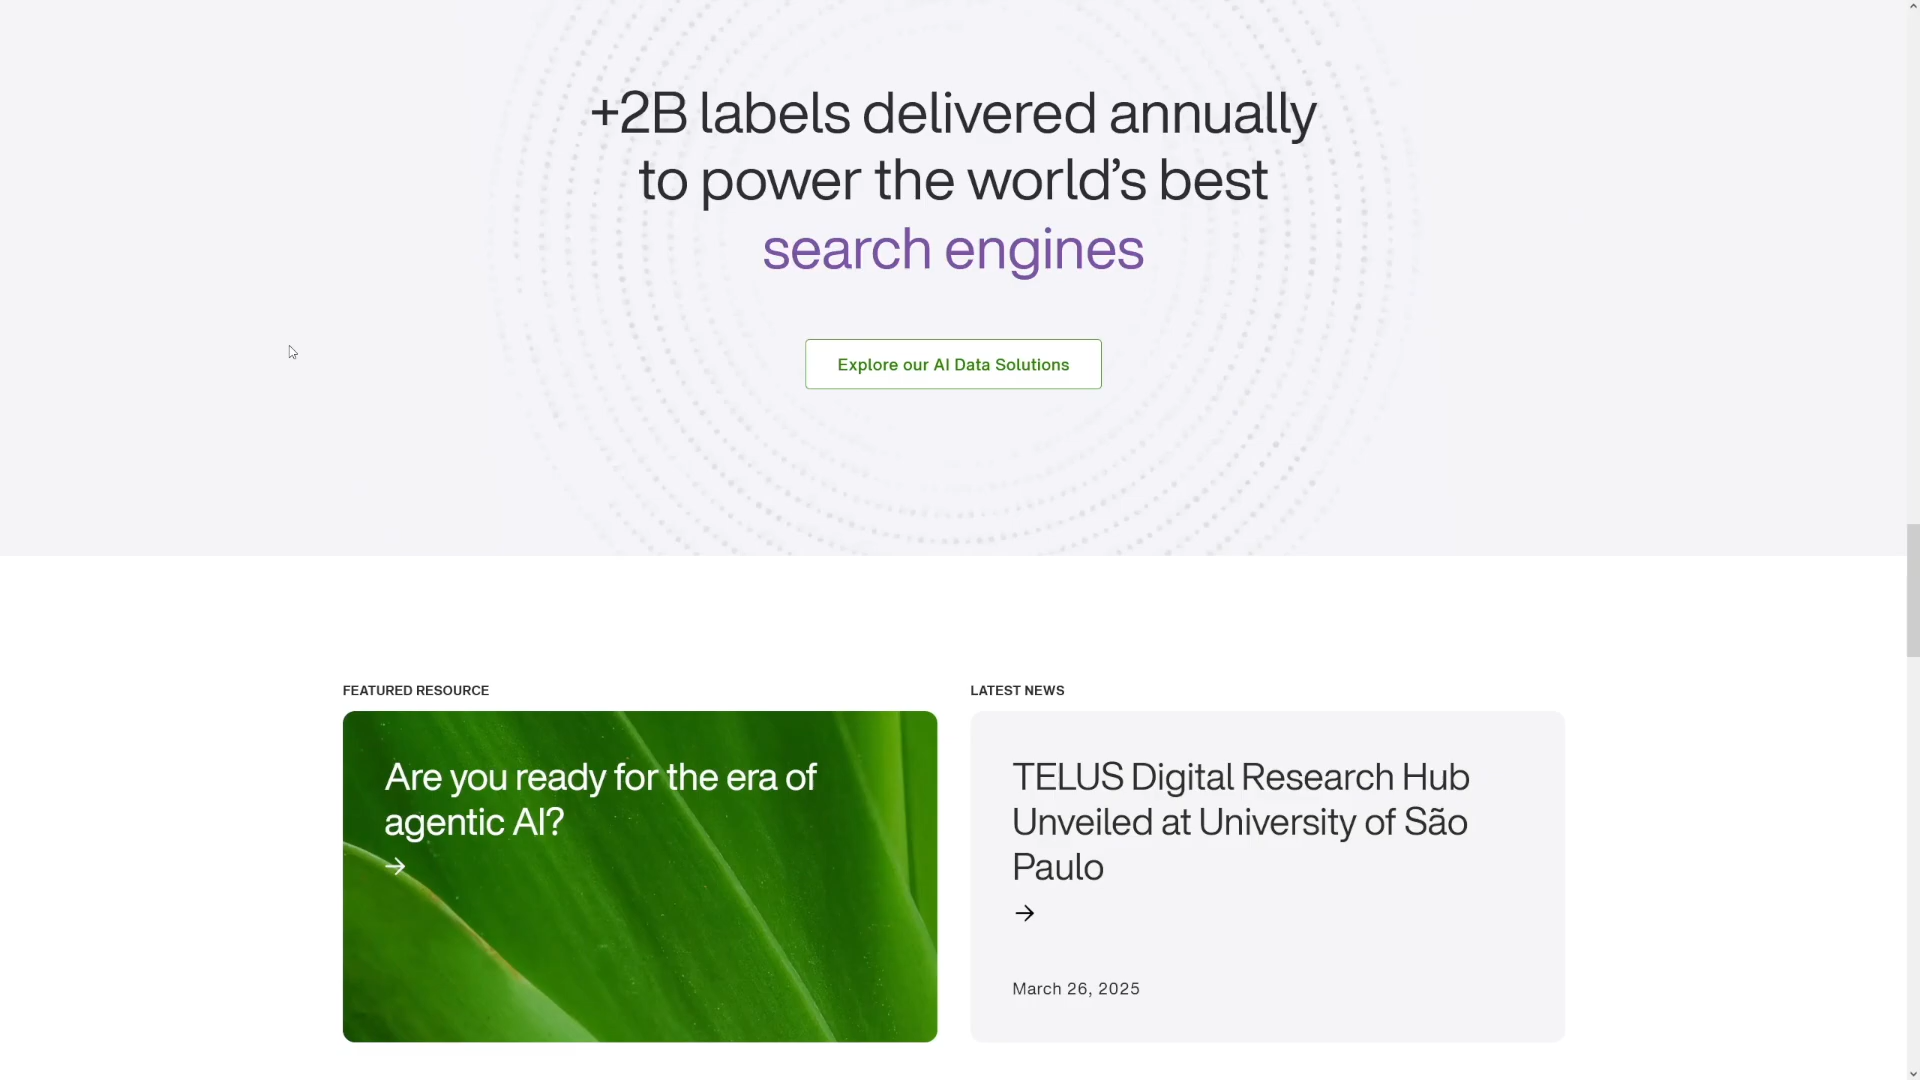 +2B labels delivered annually
to power the world’s best
search engines
Explore our AI Data Solutions
FEATURED RESOURCE
Are you ready for the era of
agentic AI?
LATEST NEWS
TELUS Digital Research Hub
Unveiled at University of São
Paulo
March 26, 2025